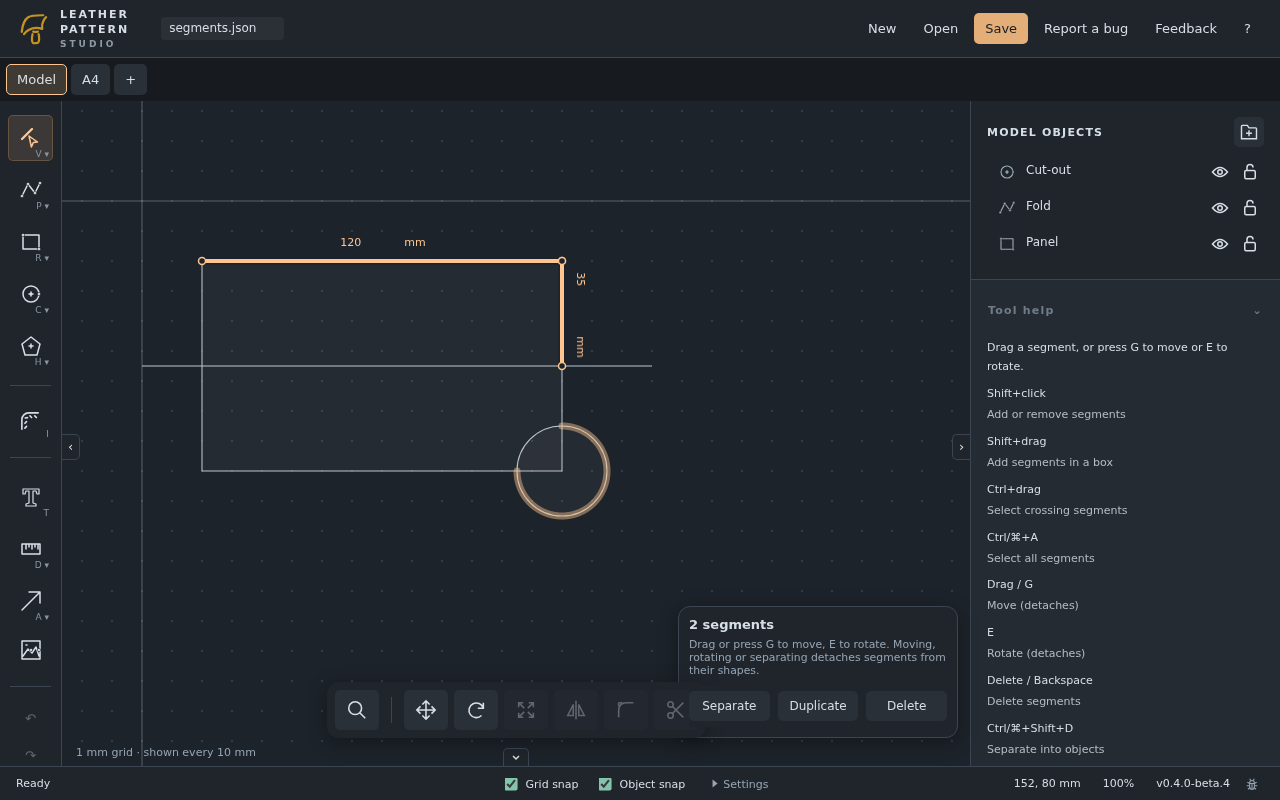 LEATHER
PATTERN
STUDIO
segments.json
New Open Save Report a bug Feedback ?
Model A4 +
V ▾
P ▾
R ▾
C ▾
H ▾
I
T
D ▾
A ▾
120 mm
35 mm
MODEL OBJECTS
Cut-out
Fold
Panel
Tool help
Drag a segment, or press G to move or E to
rotate.
Shift+click
Add or remove segments
Shift+drag
Add segments in a box
Ctrl+drag
Select crossing segments
Ctrl/⌘+A
Select all segments
Drag / G
Move (detaches)
E
Rotate (detaches)
Delete / Backspace
Delete segments
Ctrl/⌘+Shift+D
Separate into objects
2 segments
Drag or press G to move, E to rotate. Moving,
rotating or separating detaches segments from
their shapes.
Separate Duplicate Delete
1 mm grid · shown every 10 mm
Ready
Grid snap Object snap Settings
152, 80 mm 100% v0.4.0-beta.4